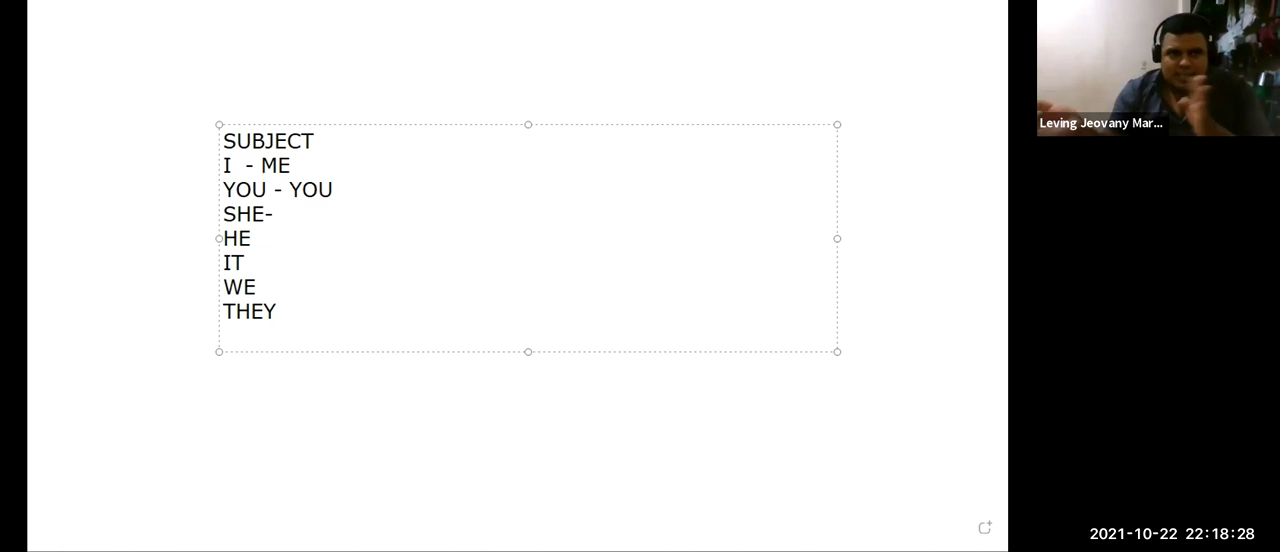 SUBJECT
I - ME
YOU - YOU
SHE-
HE
IT
WE
THEY
Leving Jeovany Mar...
2021-10-22 22:18:28